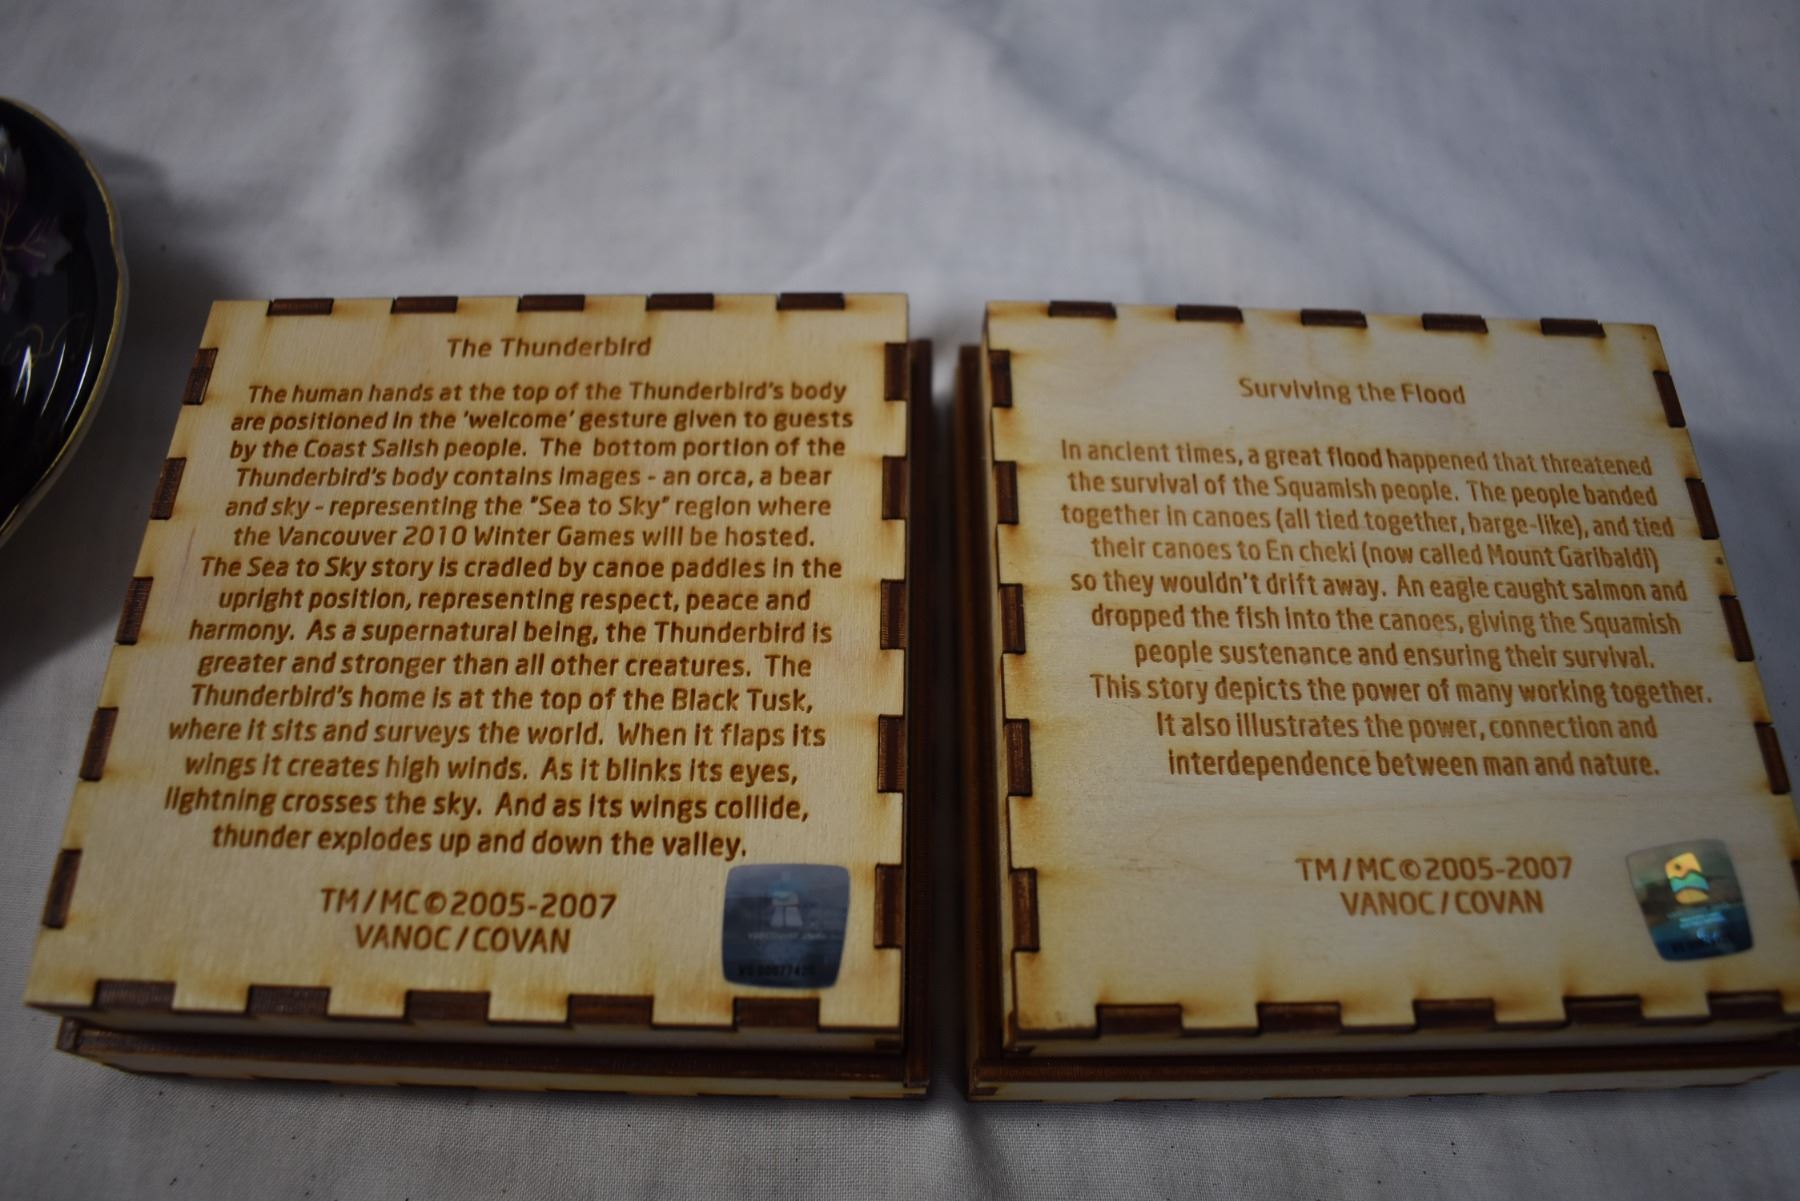 The Thunderbird
The human hands at the top of the Thunderbird's body
are positioned in the 'welcome' gesture given to guests
by the Coast Salish people. The bottom portion of the
Thunderbird's body contains images - an orca, a bear
and sky - representing the "Sea to Sky" region where
the Vancouver 2010 Winter Games will be hosted.
The Sea to Sky story is cradled by canoe paddles in the
upright position, representing respect, peace and
harmony. As a supernatural being, the Thunderbird is
greater and stronger than all other creatures. The
Thunderbird's home is at the top of the Black Tusk,
where it sits and surveys the world. When it flaps its
wings it creates high winds. As it blinks its eyes,
lightning crosses the sky. And as its wings collide,
thunder explodes up and down the valley.
TM/MC©2005-2007
VANOC/COVAN
Surviving the Flood
In ancient times, a great flood happened that threatened
the survival of the Squamish people. The people banded
together in canoes (all tied together, barge-like), and tied
their canoes to En cheki (now called Mount Garibaldi)
so they wouldn't drift away. An eagle caught salmon and
dropped the fish into the canoes, giving the Squamish
people sustenance and ensuring their survival.
This story depicts the power of many working together.
It also illustrates the power, connection and
interdependence between man and nature.
TM/MC©2005-2007
VANOC/COVAN